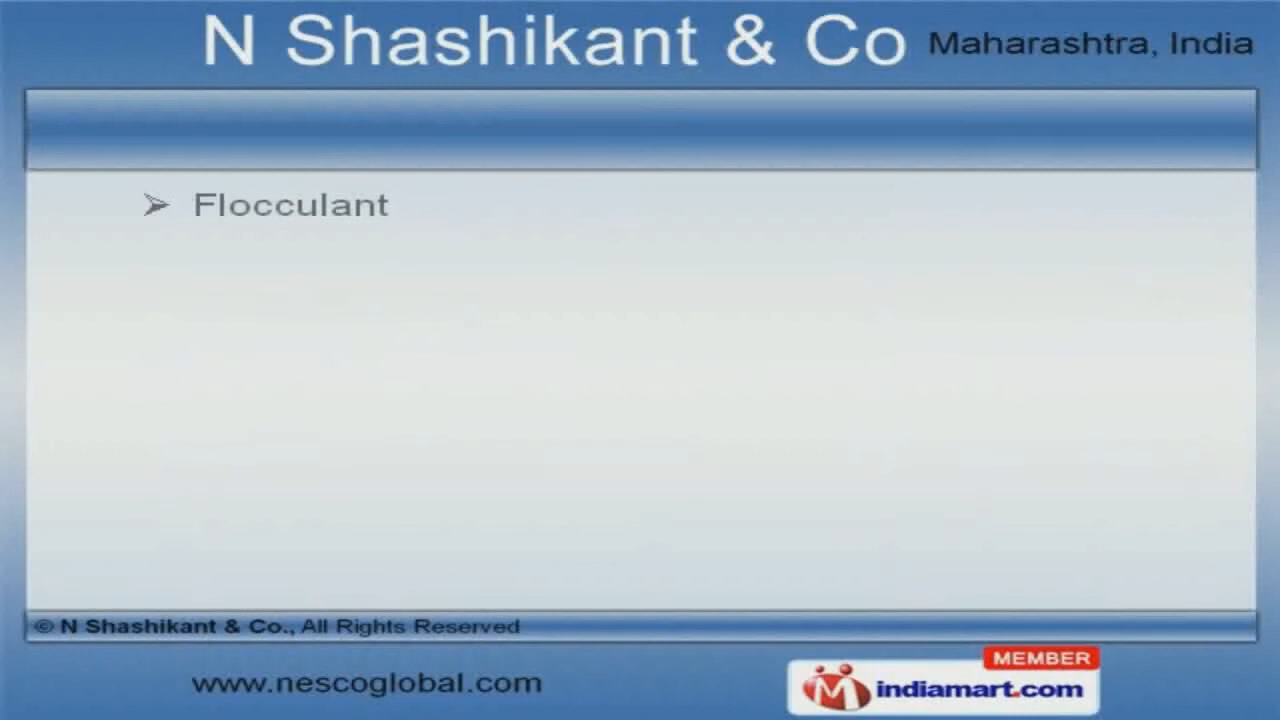 N Shashikant & Co Maharashtra, India
➢ Flocculant
© N Shashikant & Co., All Rights Reserved
www.nescoglobal.com
MEMBER
indiamart.com